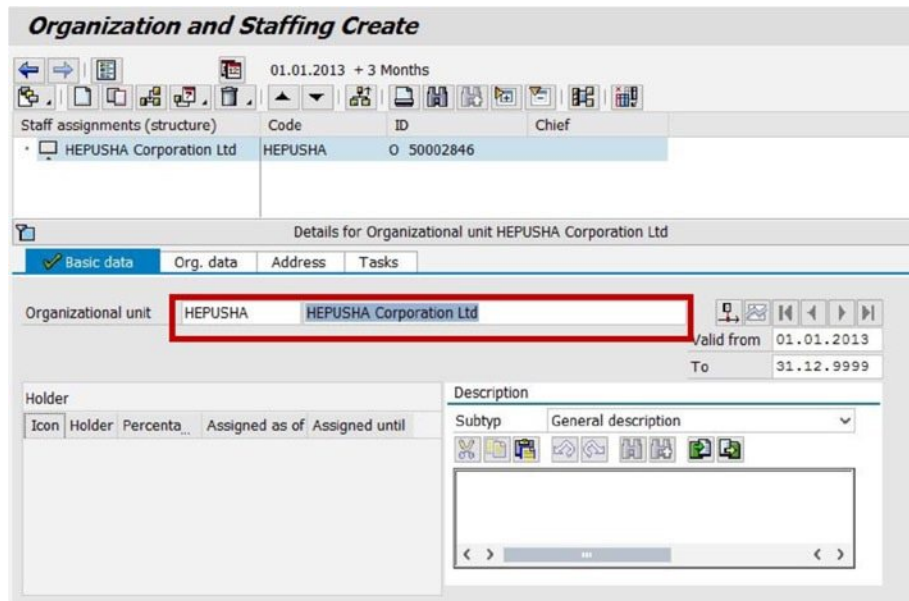 Organization and Staffing Create
01.01.2013 + 3 Months
Staff assignments (structure) Code ID Chief
HEPUSHA Corporation Ltd HEPUSHA O 50002846
Details for Organizational unit HEPUSHA Corporation Ltd
Basic data Org. data Address Tasks
Organizational unit HEPUSHA HEPUSHA Corporation Ltd
Valid from 01.01.2013
To 31.12.9999
Holder
Icon Holder Percenta... Assigned as of Assigned until
Description
Subtyp General description